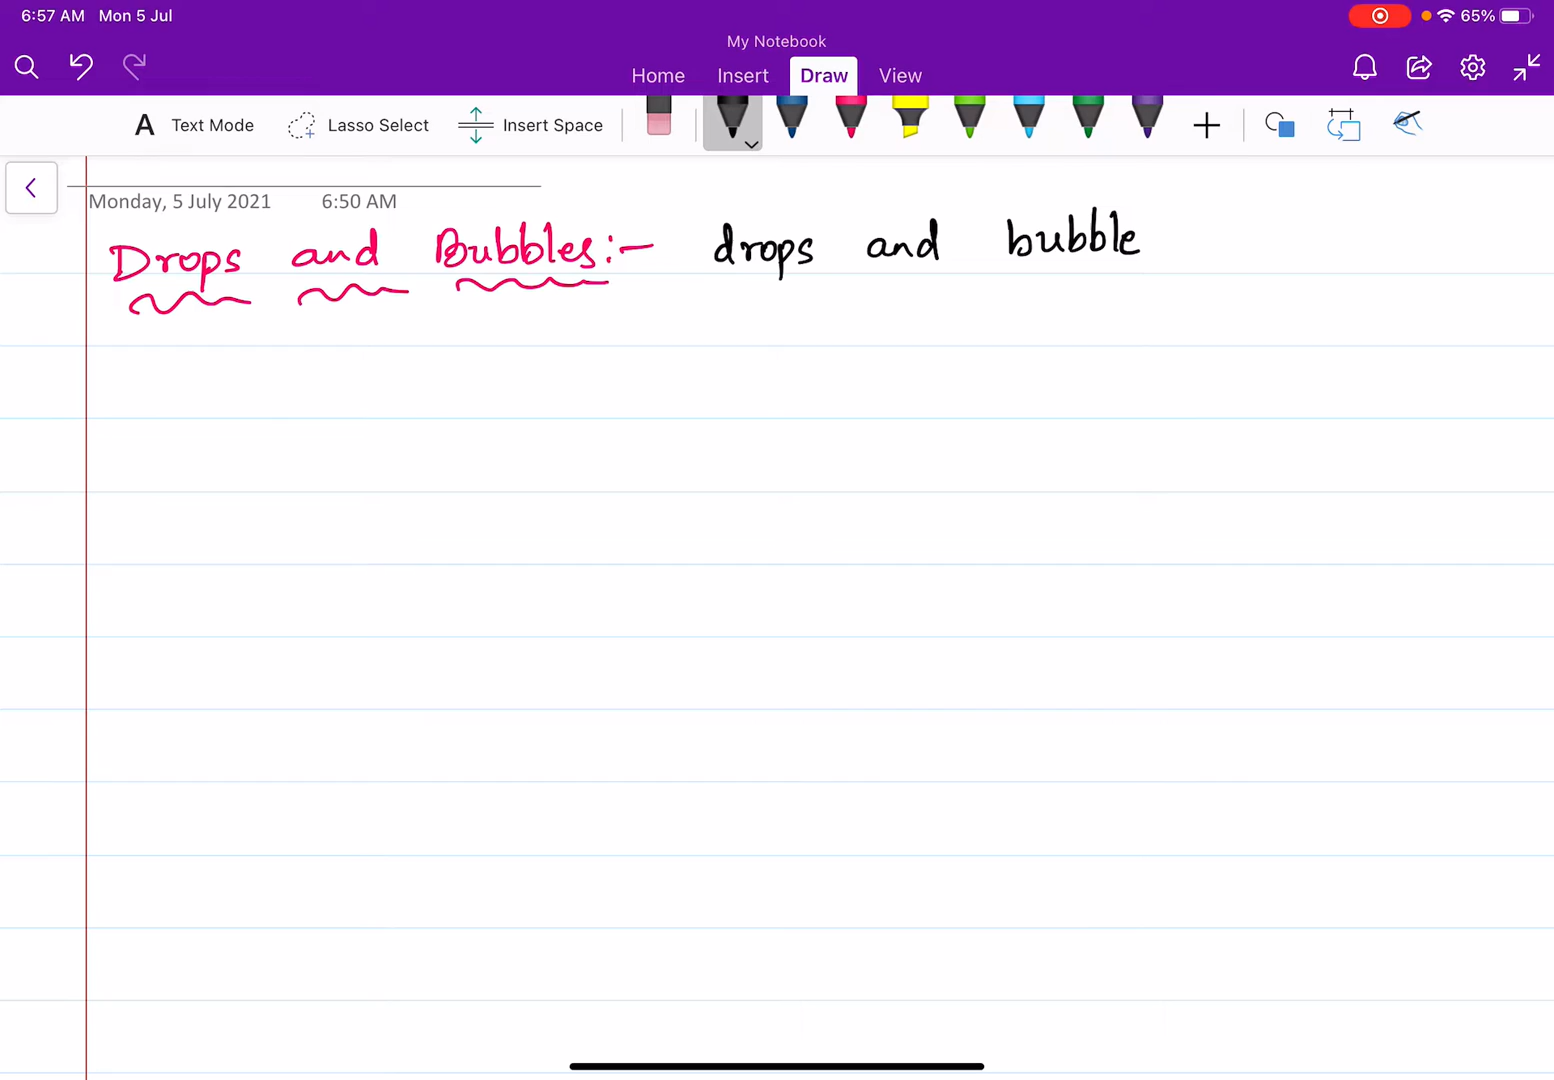 6:57 AM Mon 5 Jul 65%
My Notebook
Home Insert Draw View
A Text Mode Lasso Select Insert Space
Monday, 5 July 2021 6:50 AM
Drops and Bubbles:- drops and bubble